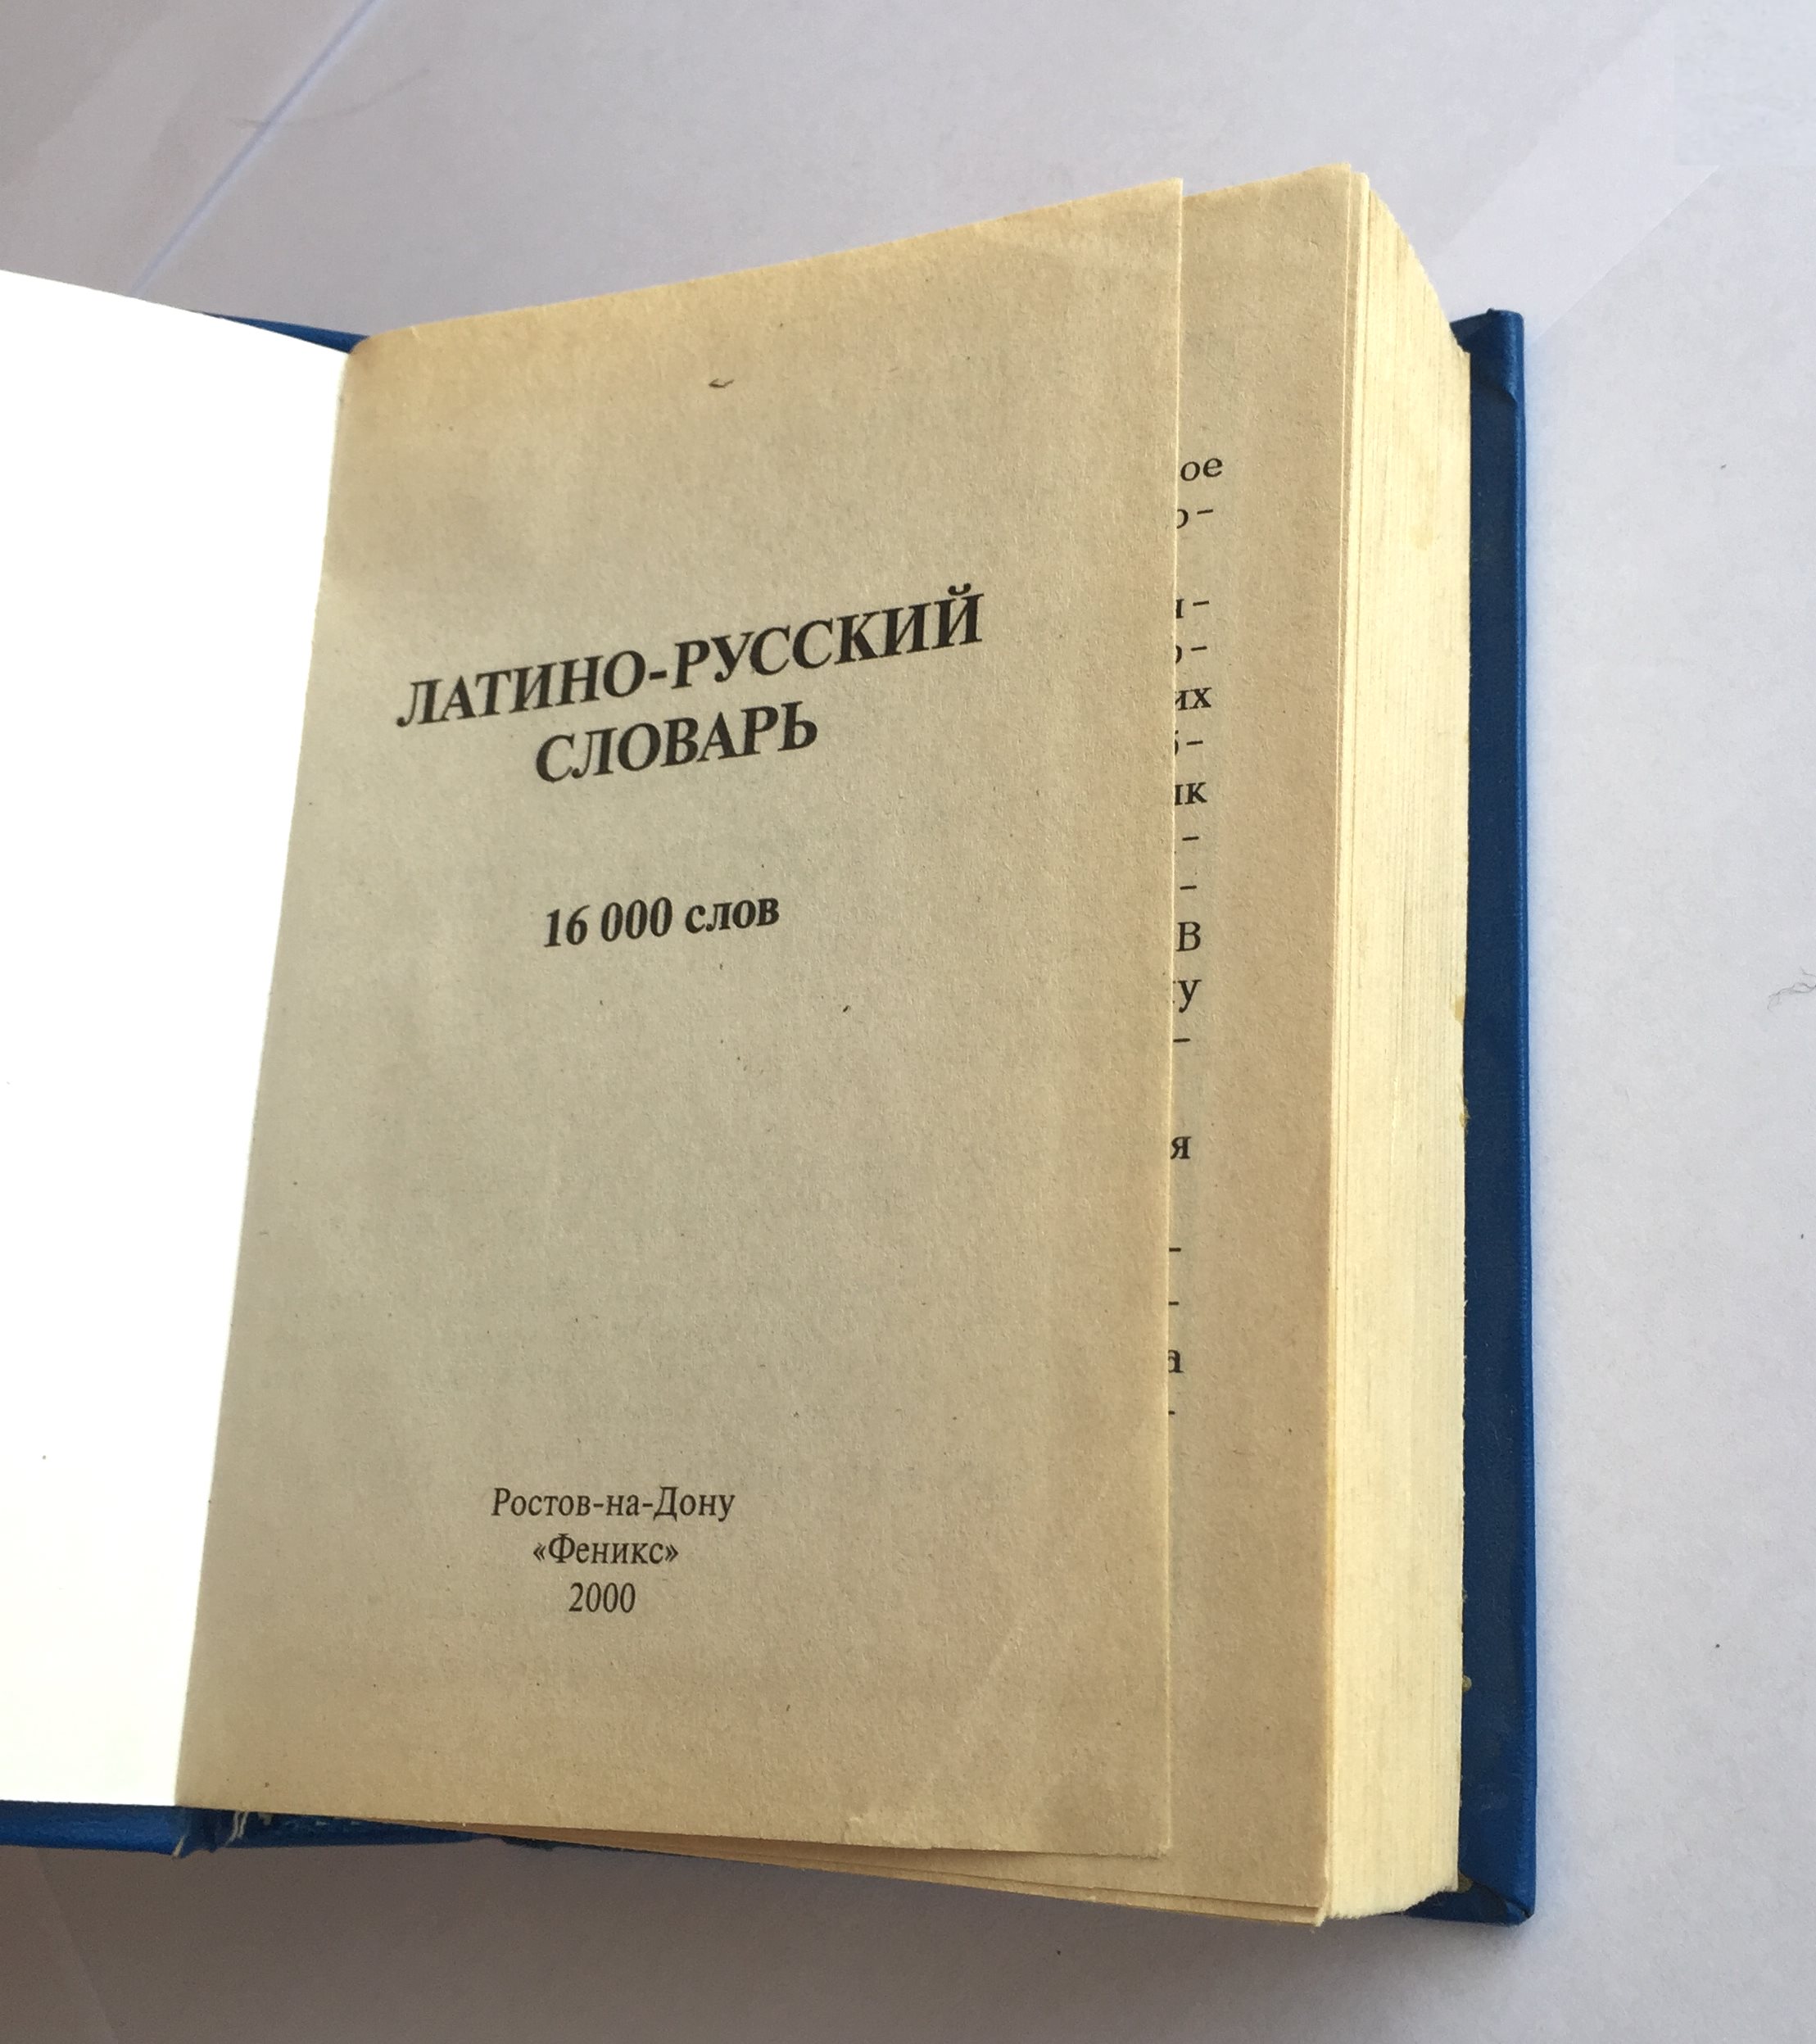 ЛАТИНО-РУССКИЙ
СЛОВАРЬ
16 000 слов
Ростов-на-Дону
«Феникс»
2000